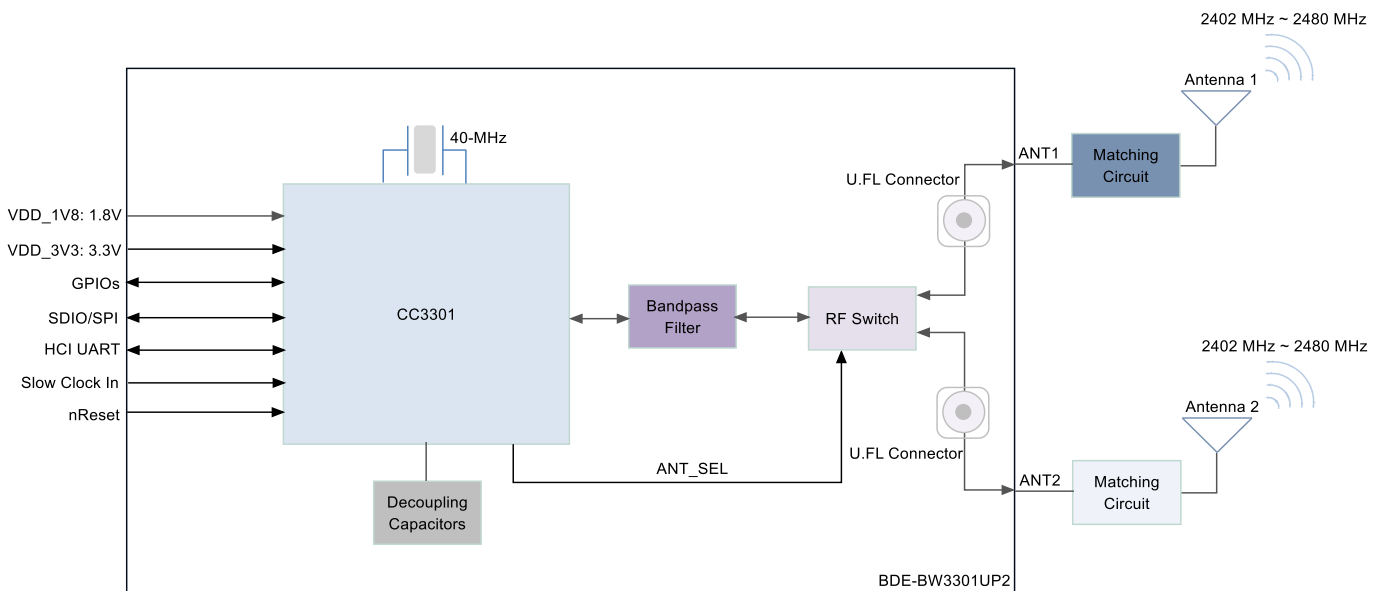 2402 MHz ~ 2480 MHz
Antenna 1
40-MHz
ANT1
Matching
Circuit
U.FL Connector
VDD_1V8: 1.8V
VDD_3V3: 3.3V
GPIOs
SDIO/SPI
HCI UART
Slow Clock In
nReset
CC3301
Bandpass
Filter
RF Switch
2402 MHz ~ 2480 MHz
Antenna 2
U.FL Connector
ANT_SEL
ANT2
Matching
Circuit
Decoupling
Capacitors
BDE-BW3301UP2